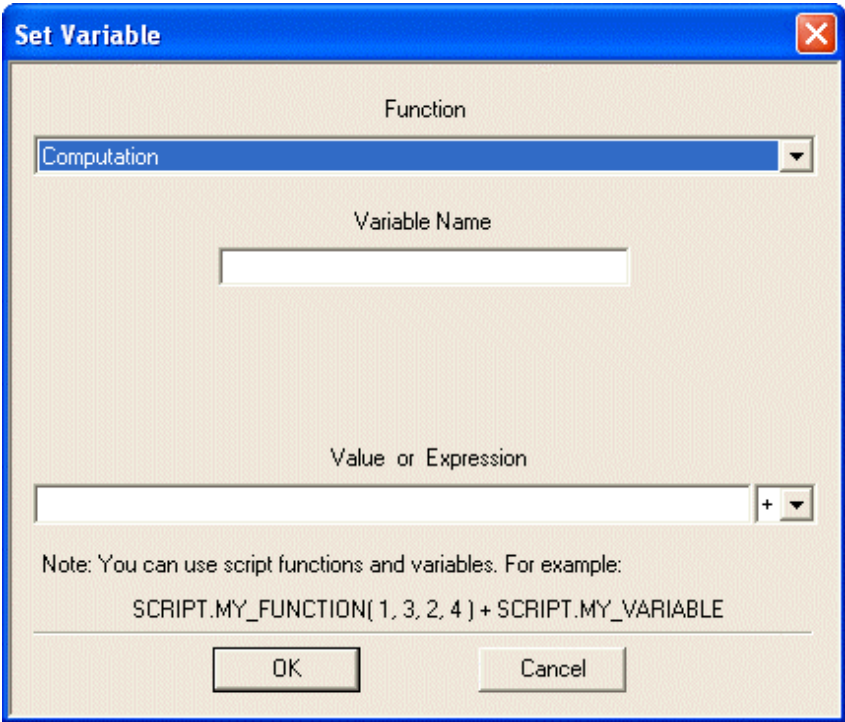 Set Variable
Function
Computation
Variable Name
Value or Expression
+
Note: You can use script functions and variables. For example:
SCRIPT.MY_FUNCTION( 1, 3, 2, 4 ) + SCRIPT.MY_VARIABLE
OK Cancel